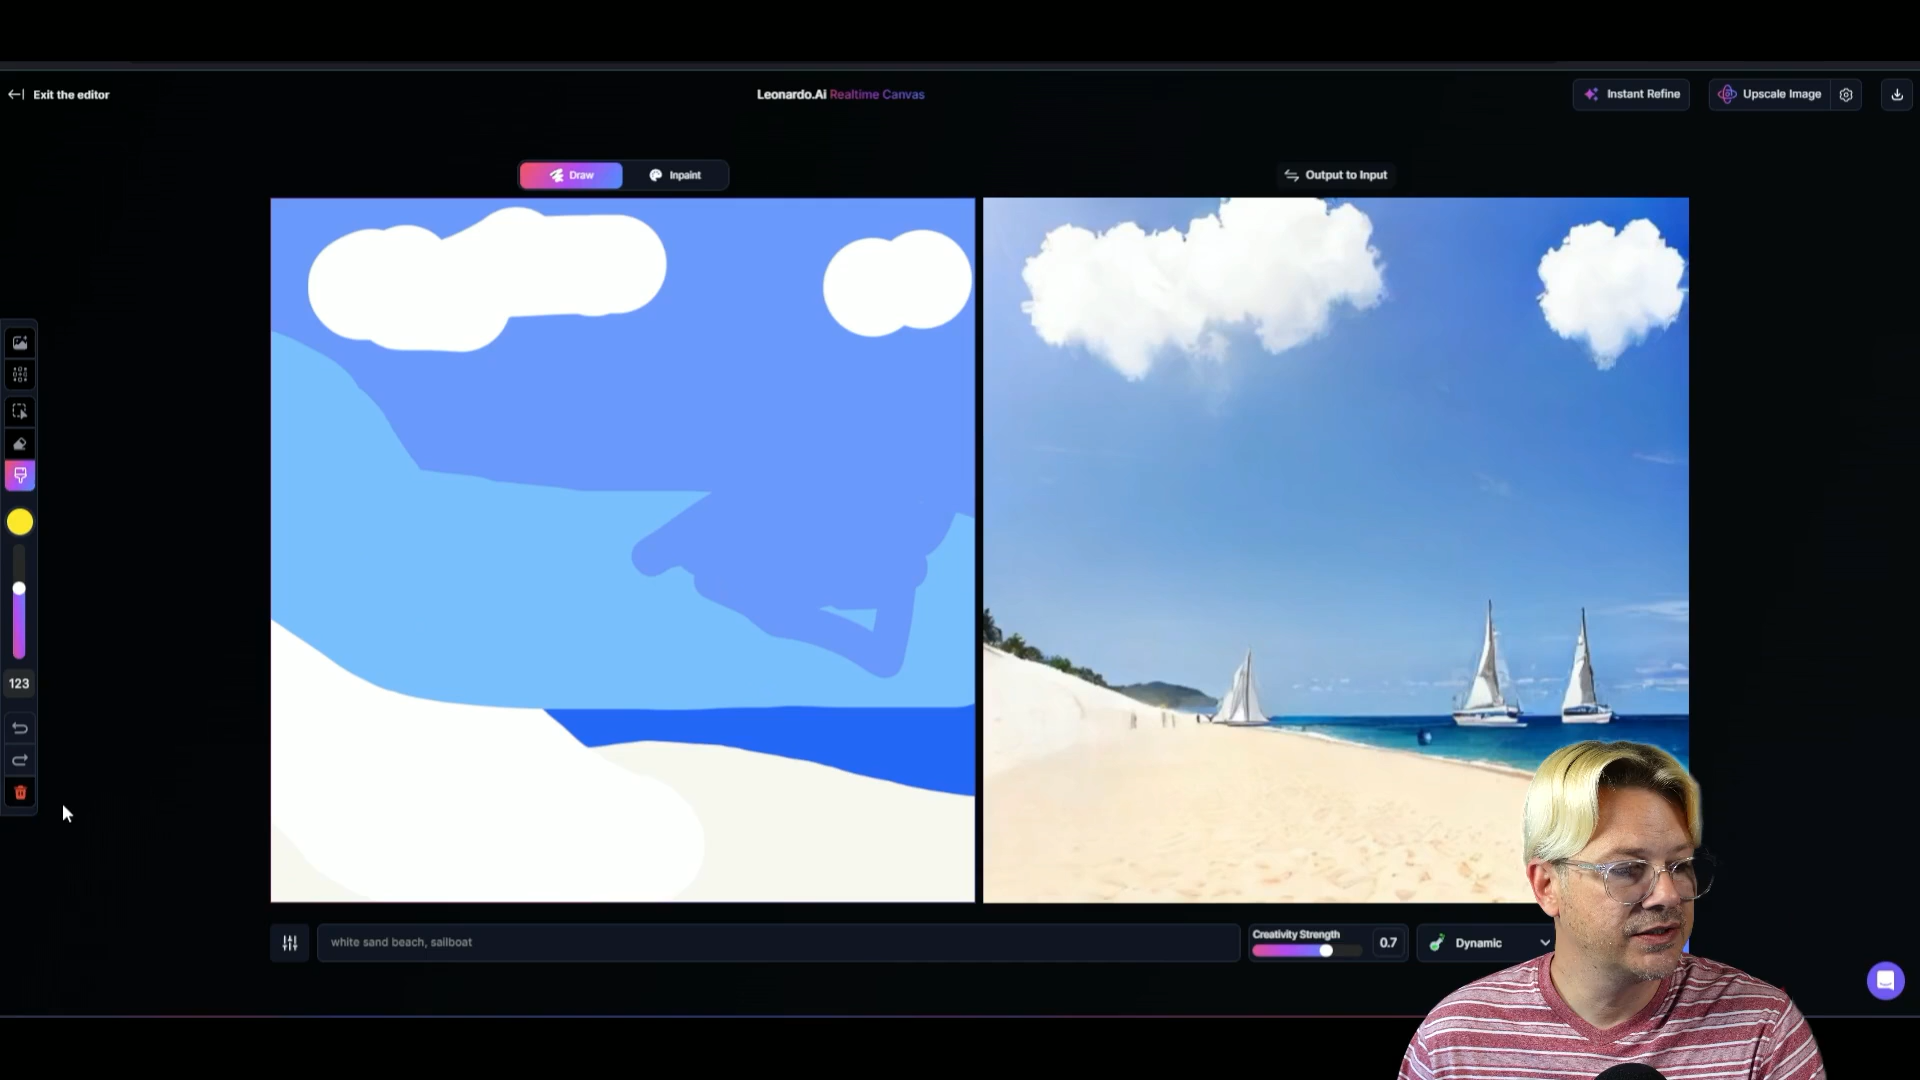 Exit the editor
Leonardo.Ai Realtime Canvas
Instant Refine
Upscale Image
Draw
Inpaint
Output to Input
123
white sand beach, sailboat
Creativity Strength
0.7
Dynamic